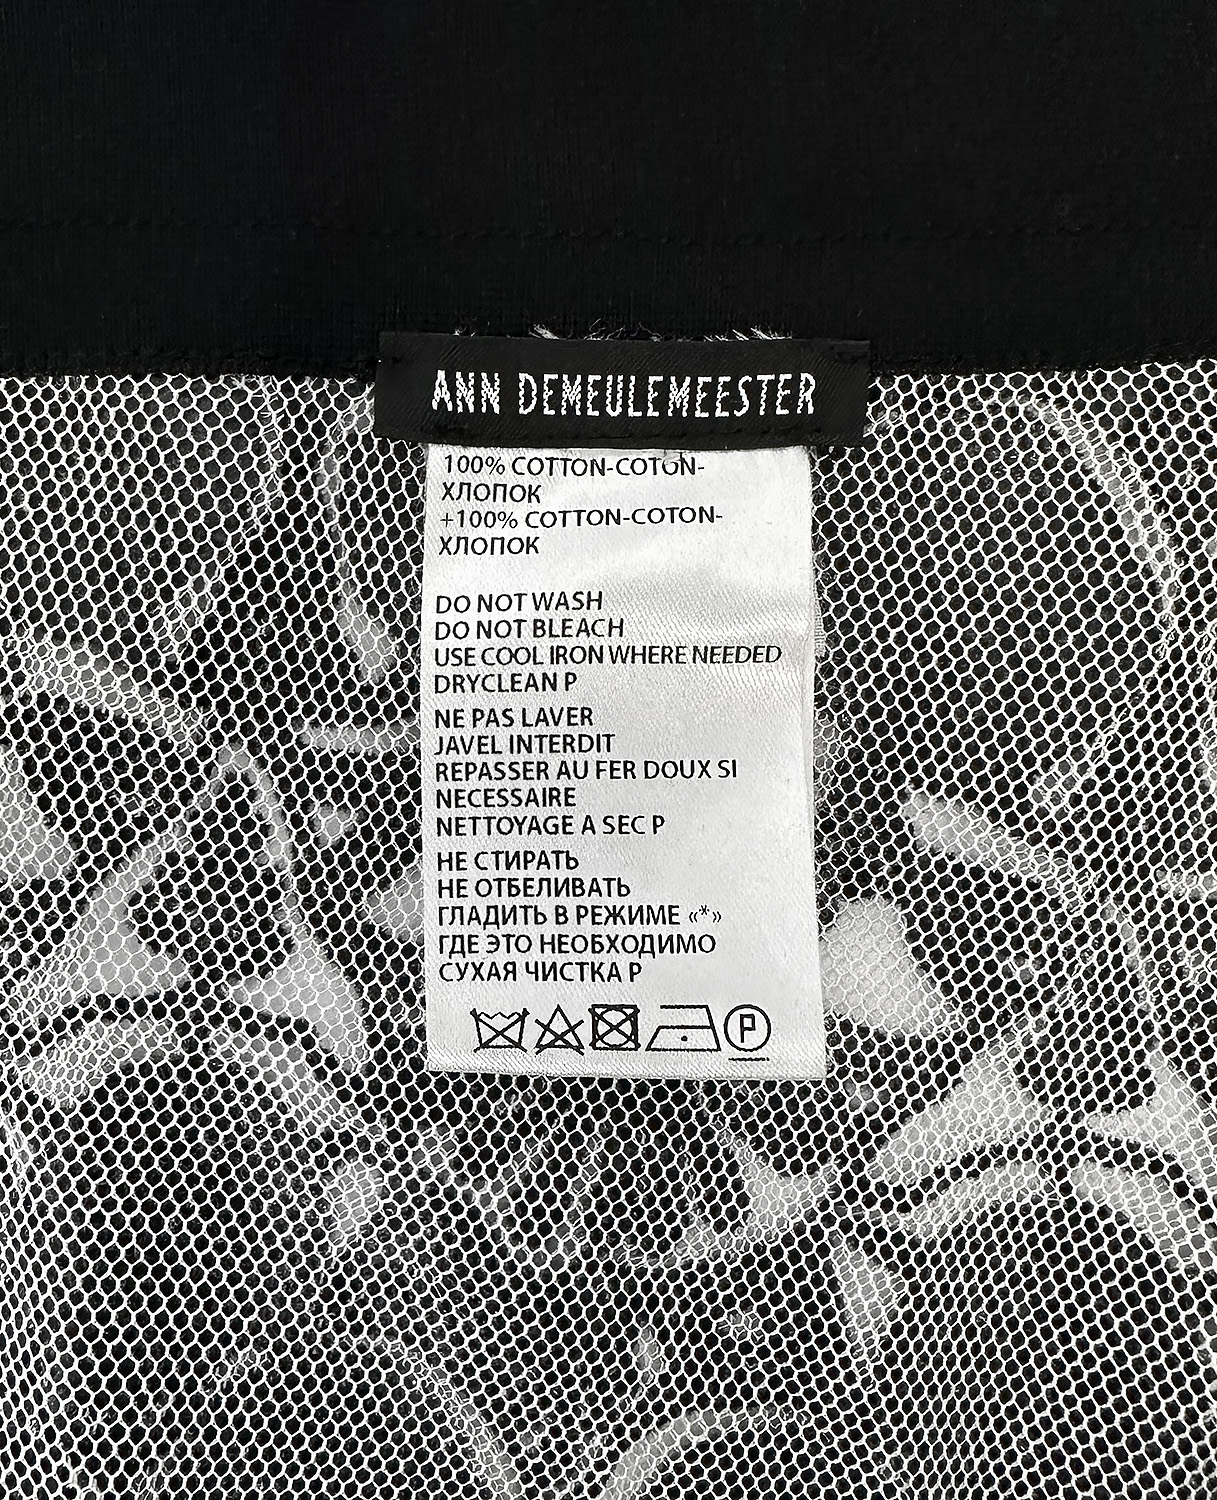 ANN DEMEULEMEESTER
100% COTTON-COTON-
ХЛОПОК
+100% COTTON-COTON-
ХЛОПОК
DO NOT WASH
DO NOT BLEACH
USE COOL IRON WHERE NEEDED
DRYCLEAN P
NE PAS LAVER
JAVEL INTERDIT
REPASSER AU FER DOUX SI
NECESSAIRE
NETTOYAGE A SEC P
НЕ СТИРАТЬ
НЕ ОТБЕЛИВАТЬ
ГЛАДИТЬ В РЕЖИМЕ «*»
ГДЕ ЭТО НЕОБХОДИМО
СУХАЯ ЧИСТКА P
P